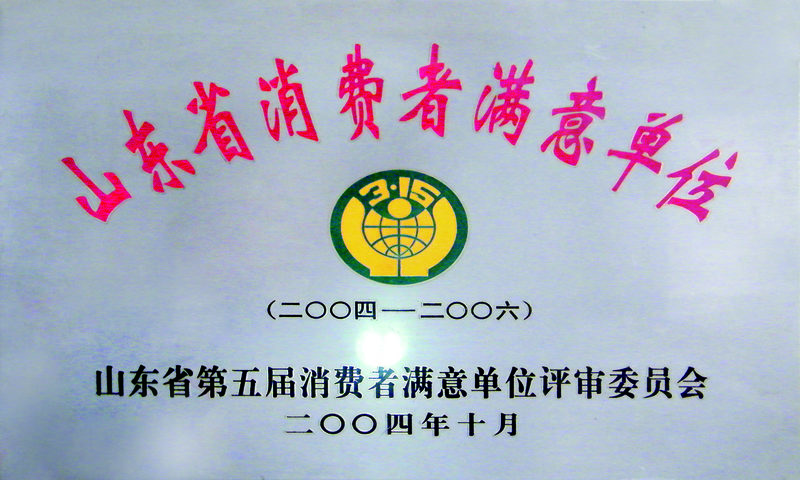 山东省消费者满意单位
3·15
（二〇〇四——二〇〇六）
山东省第五届消费者满意单位评审委员会
二〇〇四年十月